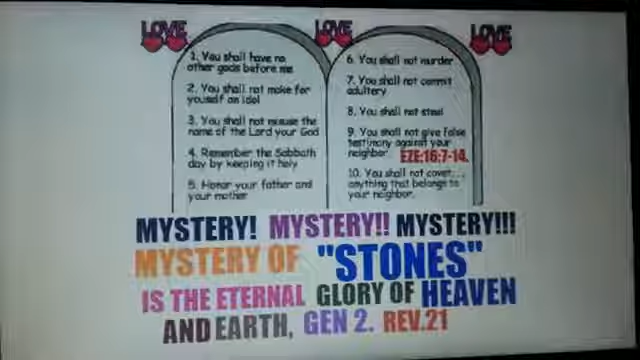 LOVE LOVE LOVE
1. You shall have no
other gods before me
2. You shall not make for
youself an idol
3. You shall not misuse the
name of the Lord your God
4. Remember the Sabbath
day by keeping it holy
5. Honor your father and
your mother
6. You shall not murder
7. You shall not commit
adultery
8. You shall not steal
9. You shall not give false
testimony against your
neighbor EZE:16:7-14.
10. You shall not covet...
anything that belongs to
your neighbor.
MYSTERY! MYSTERY!! MYSTERY!!!
MYSTERY OF "STONES"
IS THE ETERNAL GLORY OF HEAVEN
AND EARTH, GEN 2. REV.21